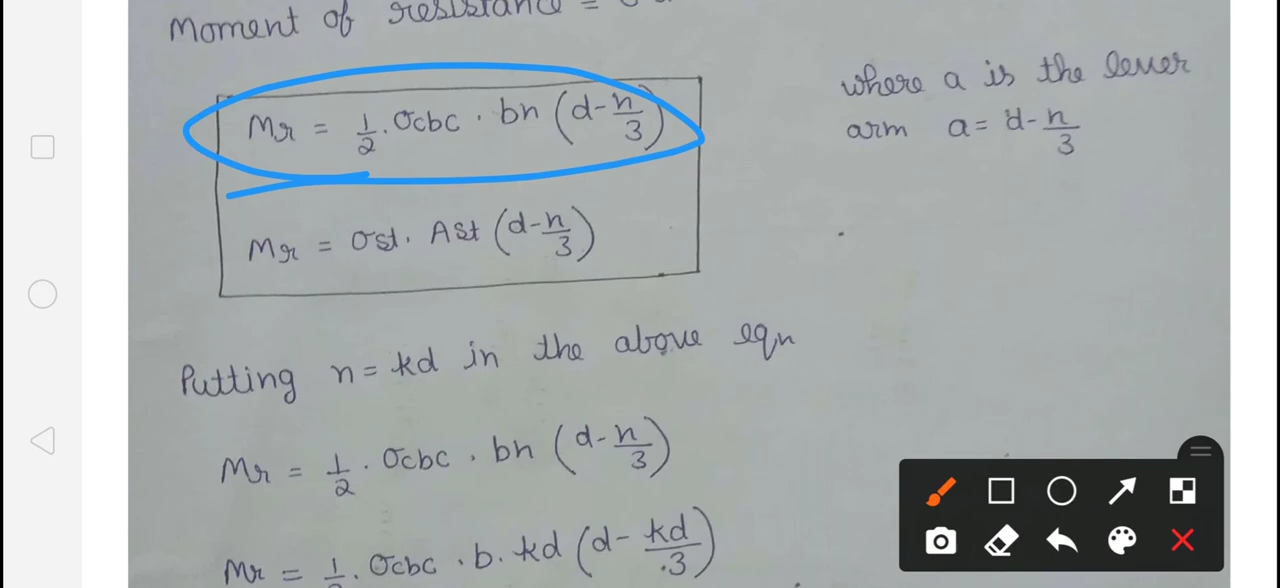 Moment of resistance =
Mr = 1/2 . σcbc . bn (d - n/3)
where a is the lever
arm a = d - n/3
Mr = σst . Ast (d - n/3)
Putting n = kd in the above eqn
Mr = 1/2 . σcbc . bn (d - n/3)
Mr = 1/2 . σcbc . b . kd (d - kd/3)